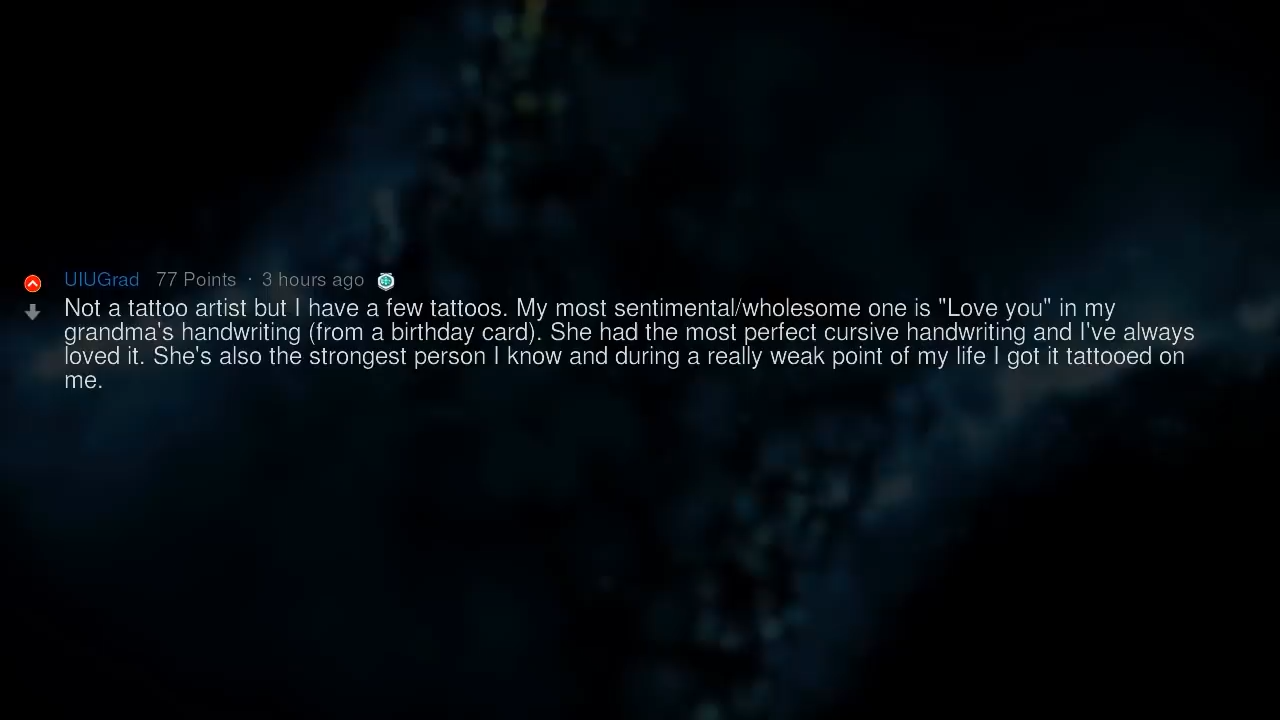 UIUGrad 77 Points · 3 hours ago
Not a tattoo artist but I have a few tattoos. My most sentimental/wholesome one is "Love you" in my
grandma's handwriting (from a birthday card). She had the most perfect cursive handwriting and I've always
loved it. She's also the strongest person I know and during a really weak point of my life I got it tattooed on
me.